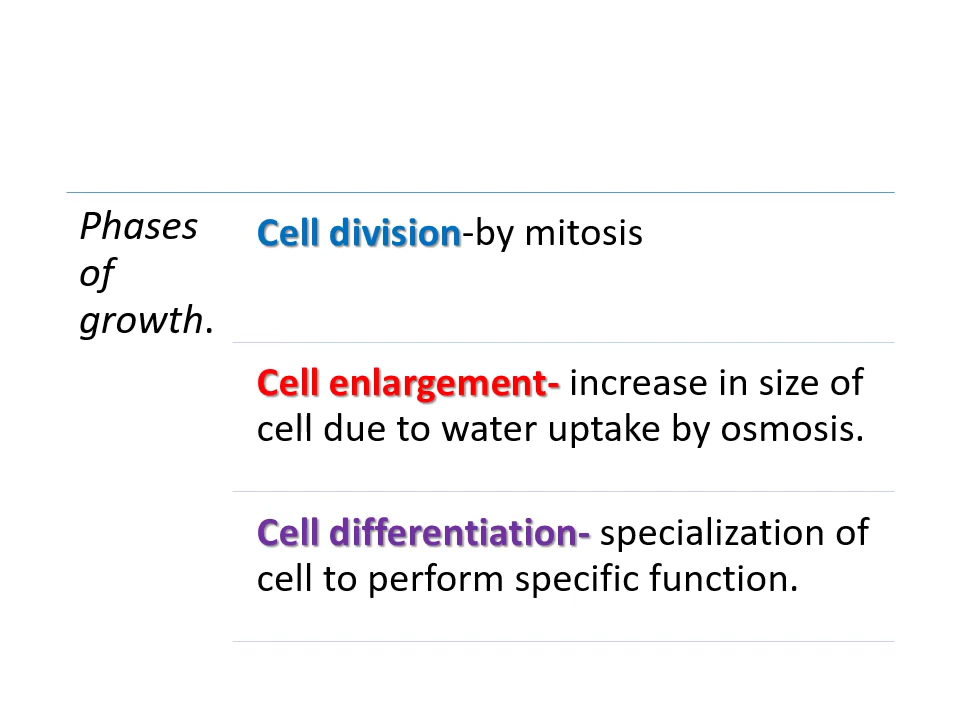 Phases
of
growth.
Cell division-by mitosis
Cell enlargement- increase in size of
cell due to water uptake by osmosis.
Cell differentiation- specialization of
cell to perform specific function.